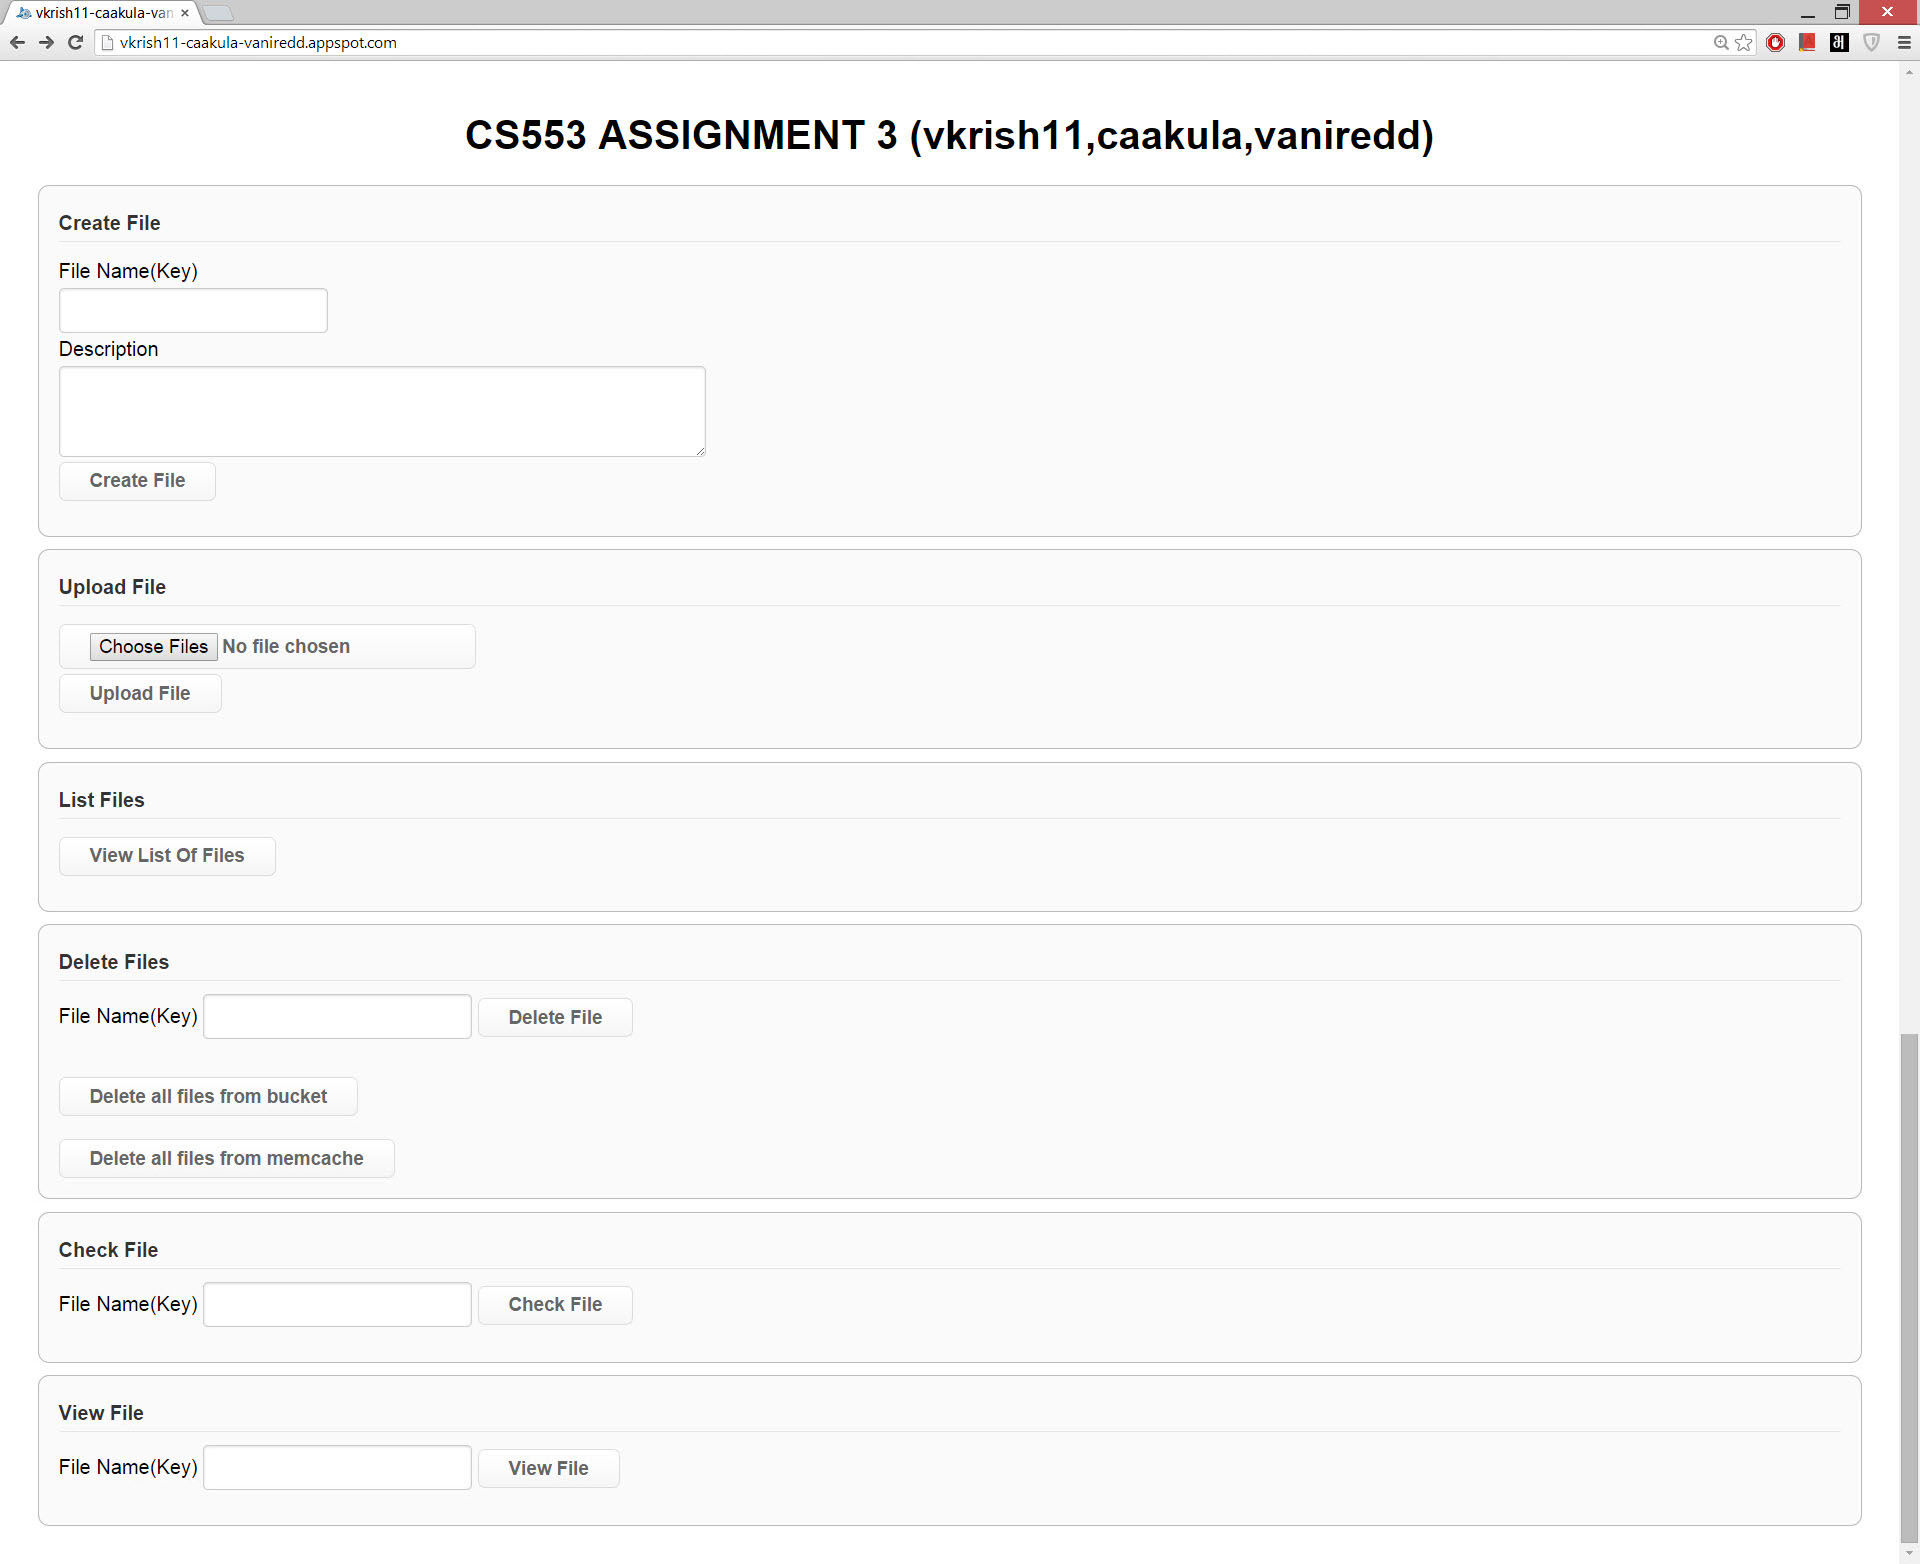 vkrish11-caakula-van
vkrish11-caakula-vaniredd.appspot.com
CS553 ASSIGNMENT 3 (vkrish11,caakula,vaniredd)
Create File
File Name(Key)
Description
Create File
Upload File
Choose Files No file chosen
Upload File
List Files
View List Of Files
Delete Files
File Name(Key) Delete File
Delete all files from bucket
Delete all files from memcache
Check File
File Name(Key) Check File
View File
File Name(Key) View File